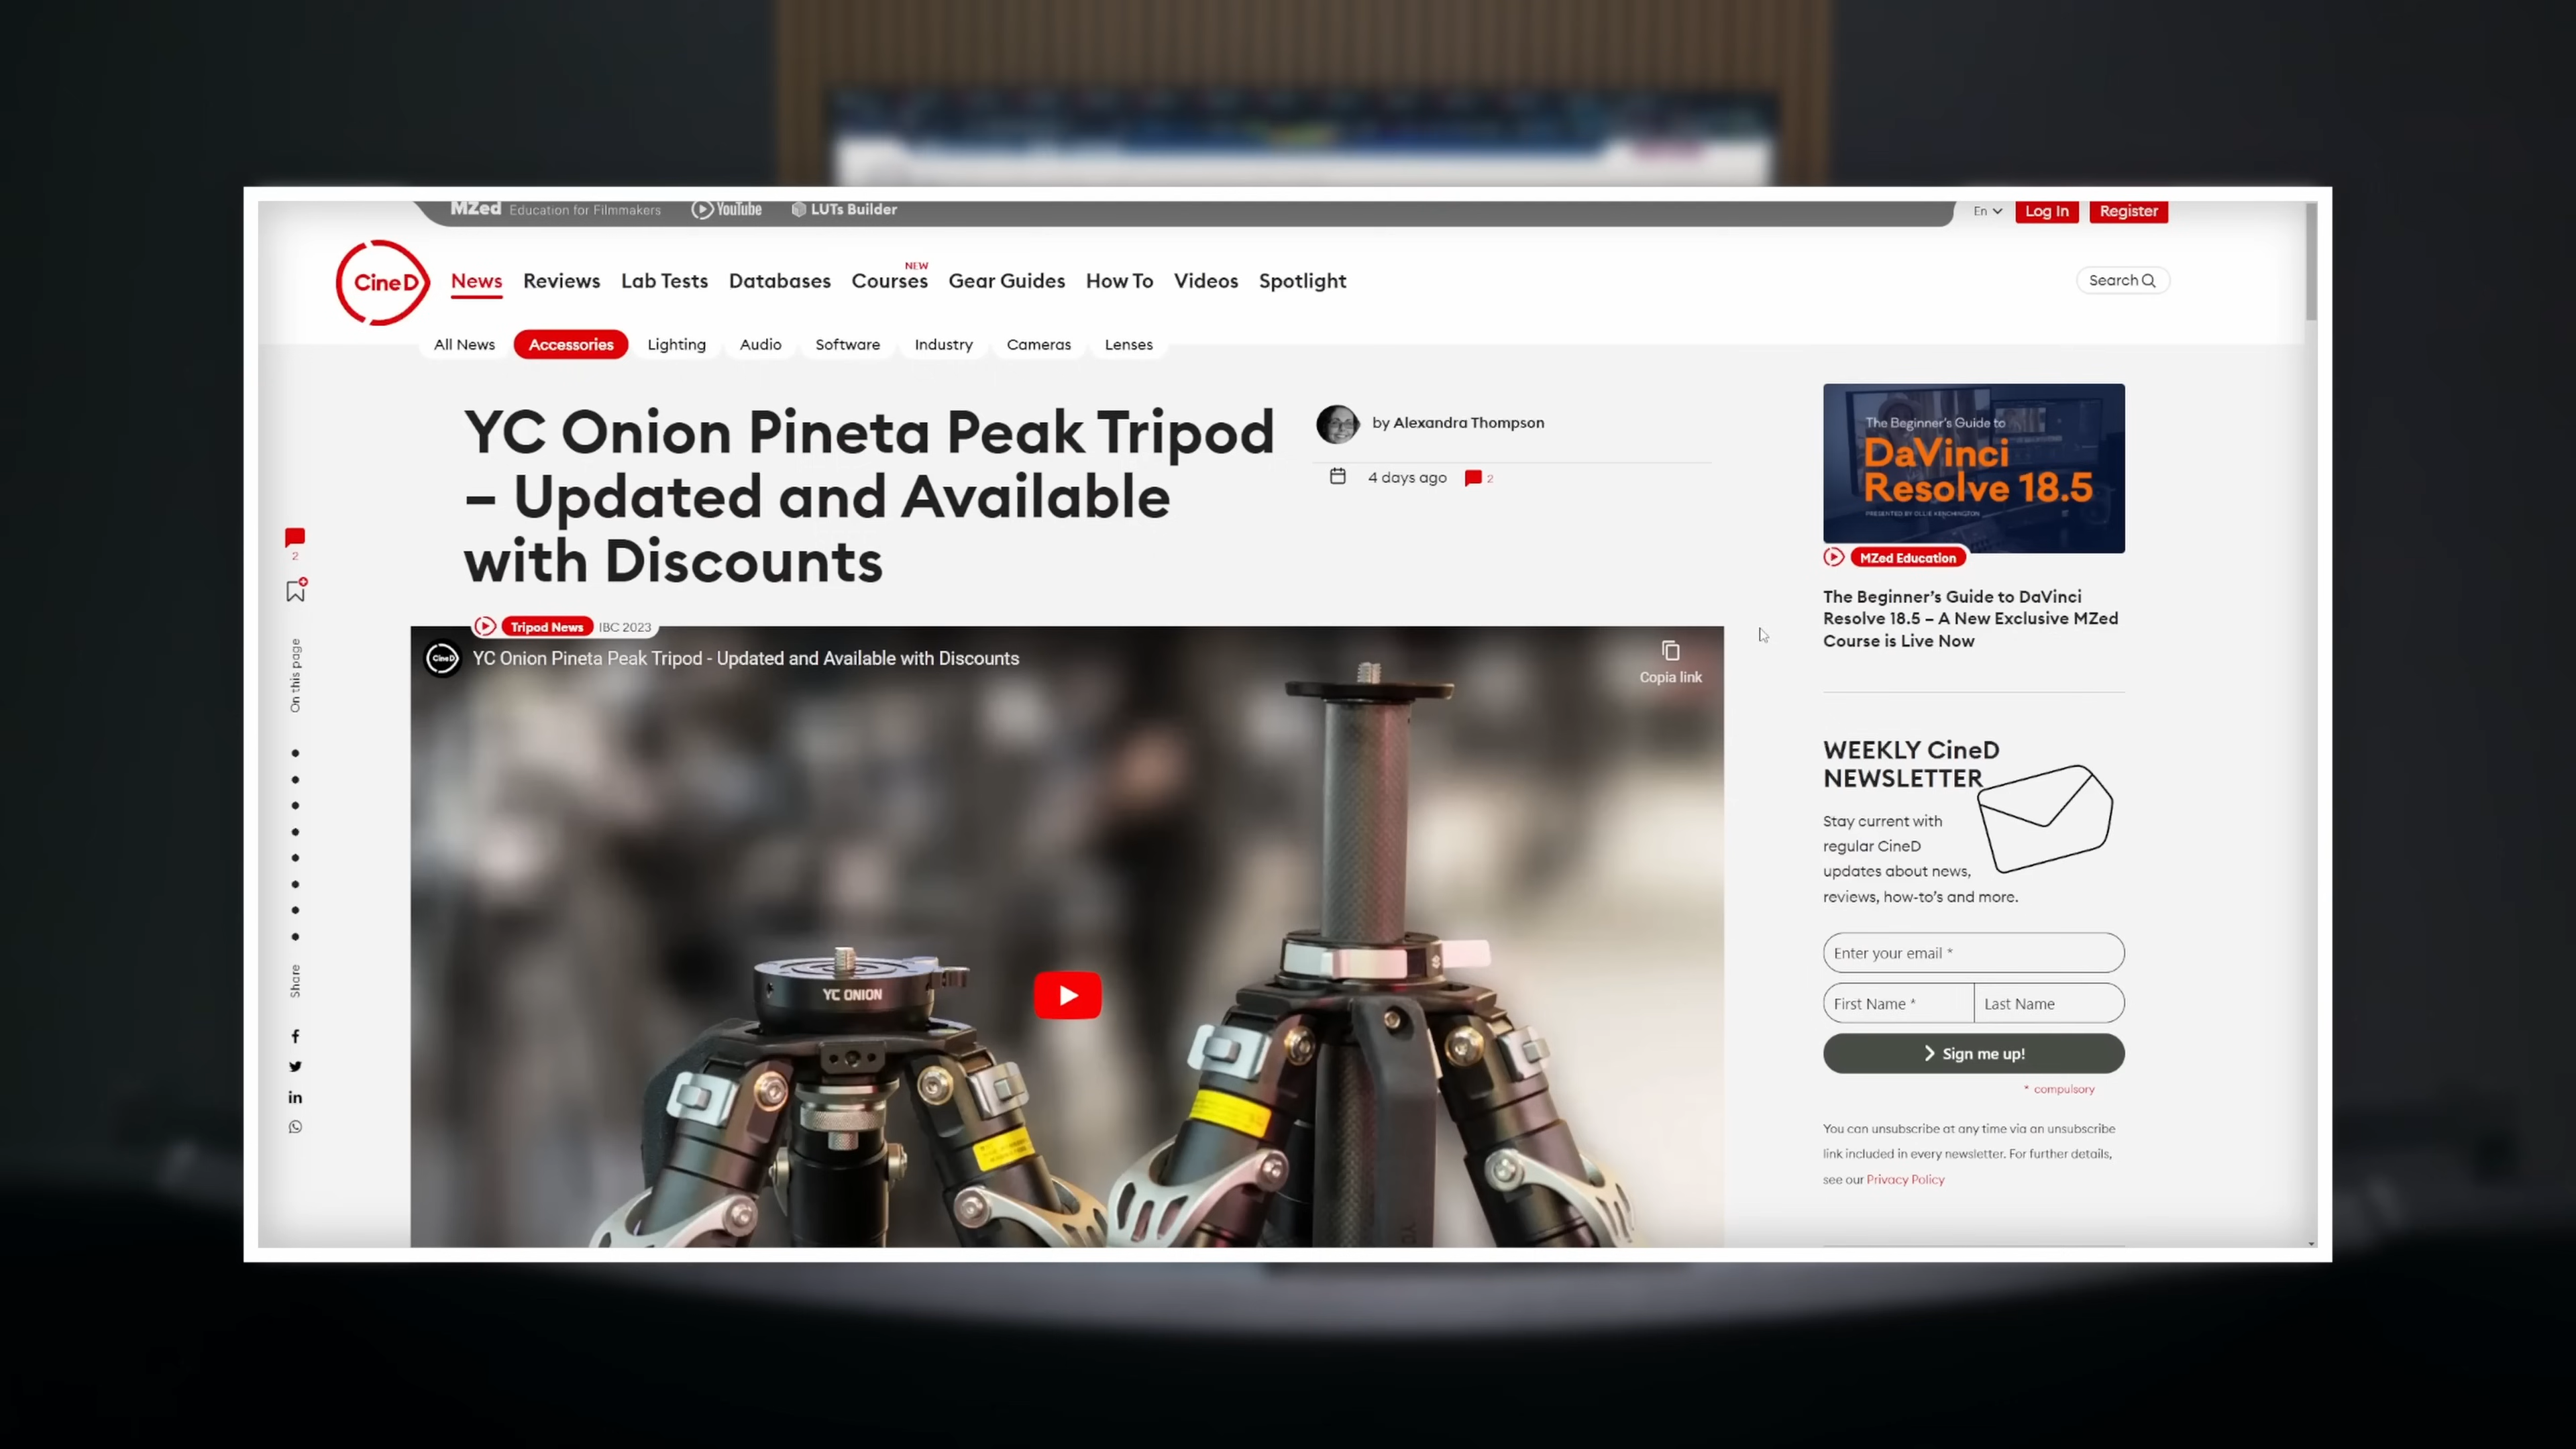 MZed Education for Filmmakers
YouTube
LUTs Builder
En
Log In
Register
CineD
News
Reviews
Lab Tests
Databases
Courses
NEW
Gear Guides
How To
Videos
Spotlight
Search
All News
Accessories
Lighting
Audio
Software
Industry
Cameras
Lenses
YC Onion Pineta Peak Tripod
– Updated and Available
with Discounts
by Alexandra Thompson
4 days ago
2
2
On this page
Share
Tripod News
IBC 2023
CineD
YC Onion Pineta Peak Tripod - Updated and Available with Discounts
Copia link
YC ONION
The Beginner's Guide to
DaVinci
Resolve 18.5
PRESENTED BY OLLIE KENCHINGTON
MZed Education
The Beginner's Guide to DaVinci
Resolve 18.5 – A New Exclusive MZed
Course is Live Now
WEEKLY CineD
NEWSLETTER
Stay current with
regular CineD
updates about news,
reviews, how-to's and more.
Enter your email *
First Name *
Last Name
Sign me up!
* compulsory
You can unsubscribe at any time via an unsubscribe
link included in every newsletter. For further details,
see our Privacy Policy